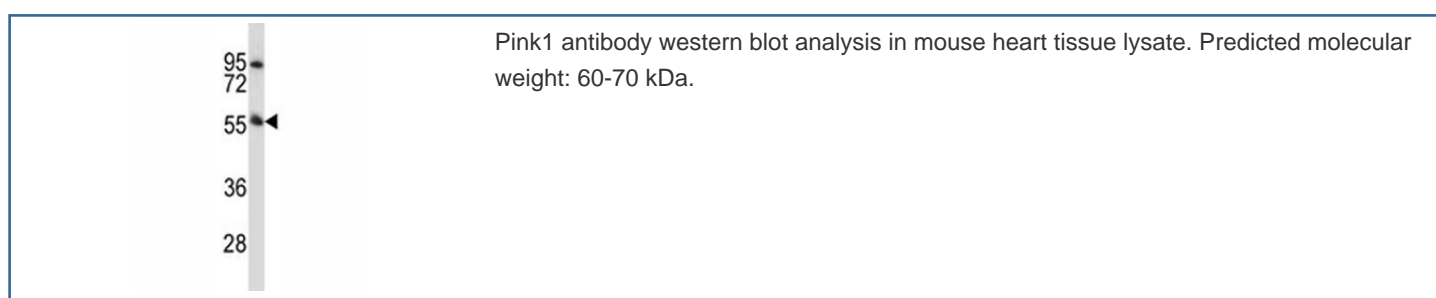 95
72
55
36
28
Pink1 antibody western blot analysis in mouse heart tissue lysate. Predicted molecular
weight: 60-70 kDa.